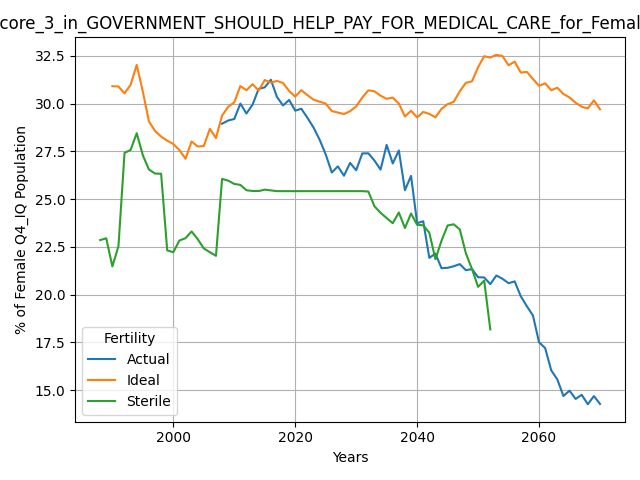 core_3_in_GOVERNMENT_SHOULD_HELP_PAY_FOR_MEDICAL_CARE_for_Femal
% of Female Q4_IQ Population
32.5
30.0
27.5
25.0
22.5
20.0
17.5
15.0
Fertility
Actual
Ideal
Sterile
2000
2020
2040
2060
Years